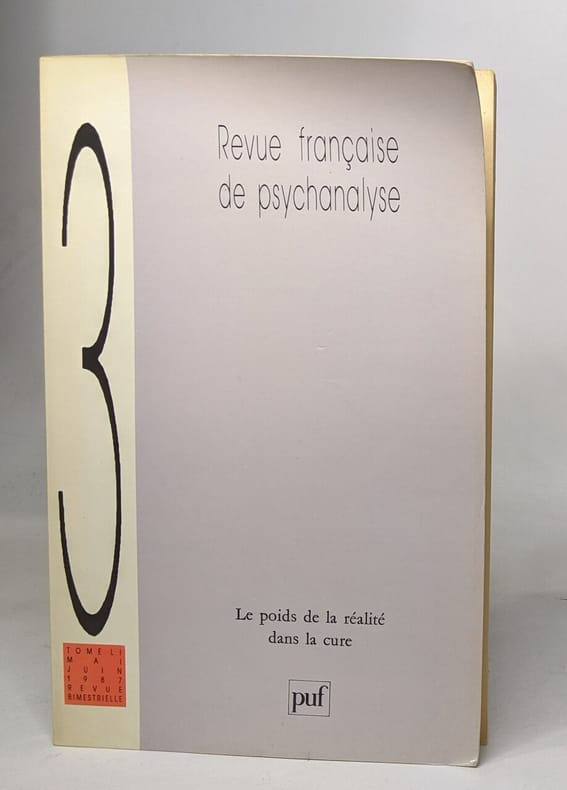 3
Revue française
de psychanalyse
Le poids de la réalité
dans la cure
puf
TOME LI
MAI
JUIN
1987
REVUE
BIMESTRIELLE